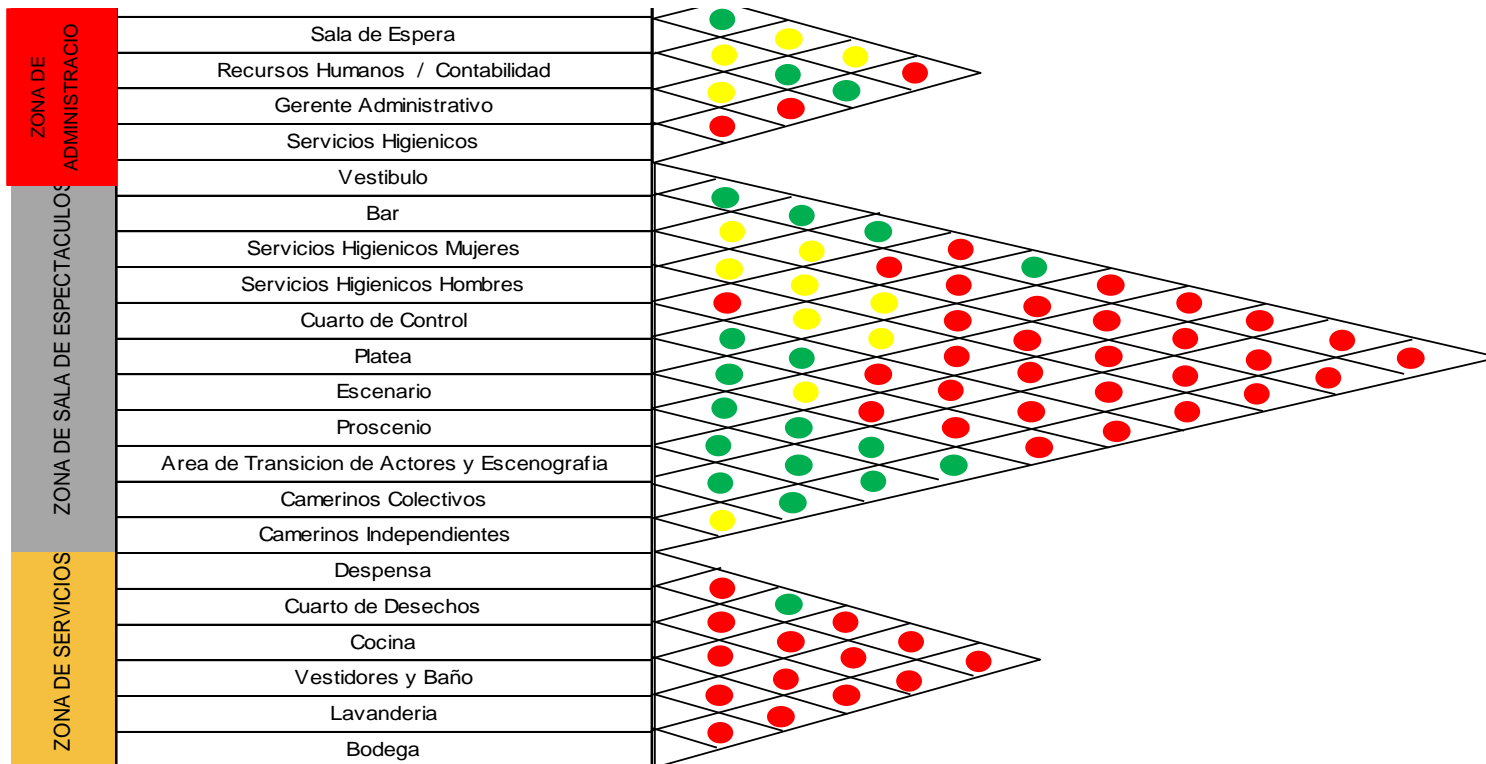 ZONA DE
ADMINISTRACIO
Sala de Espera
Recursos Humanos / Contabilidad
Gerente Administrativo
Servicios Higienicos
ZONA DE SALA DE ESPECTACULOS
Vestibulo
Bar
Servicios Higienicos Mujeres
Servicios Higienicos Hombres
Cuarto de Control
Platea
Escenario
Proscenio
Area de Transicion de Actores y Escenografia
Camerinos Colectivos
Camerinos Independientes
ZONA DE SERVICIOS
Despensa
Cuarto de Desechos
Cocina
Vestidores y Baño
Lavanderia
Bodega